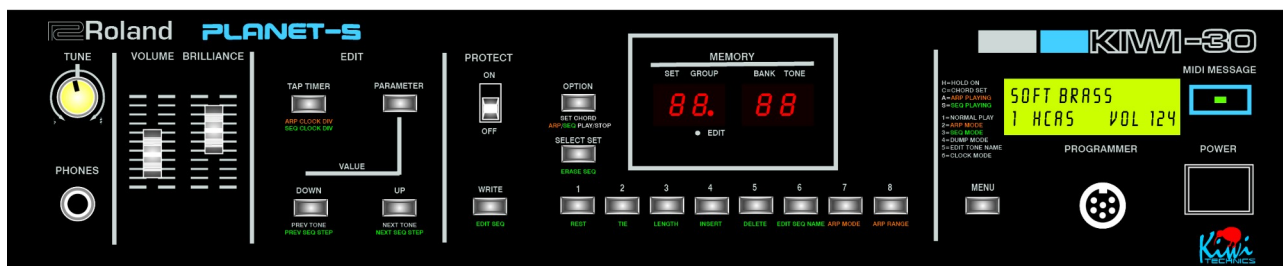 Roland PLANET-S
KIWI-30
TUNE
VOLUME BRILLIANCE
EDIT
PROTECT
MEMORY
SET GROUP BANK TONE
88. 88
EDIT
ON
OFF
TAP TIMER
ARP CLOCK DIV
SEQ CLOCK DIV
PARAMETER
VALUE
PHONES
DOWN
PREV TONE
PREV SEQ STEP
UP
NEXT TONE
NEXT SEQ STEP
WRITE
EDIT SEQ
OPTION
SET CHORD
ARP/SEQ PLAY/STOP
SELECT SET
ERASE SEQ
1 2 3 4 5 6 7 8
REST TIE LENGTH INSERT DELETE EDIT SEQ NAME ARP MODE ARP RANGE
H=HOLD ON
C=CHORD SET
A=ARP PLAYING
S=SEQ PLAYING
1=NORMAL PLAY
2=ARP MODE
3=SEQ MODE
4=DUMP MODE
5=EDIT TONE NAME
6=CLOCK MODE
SOFT BRASS
1 HCAS VOL 124
MIDI MESSAGE
PROGRAMMER
POWER
MENU
Kiwi
TECHNICS